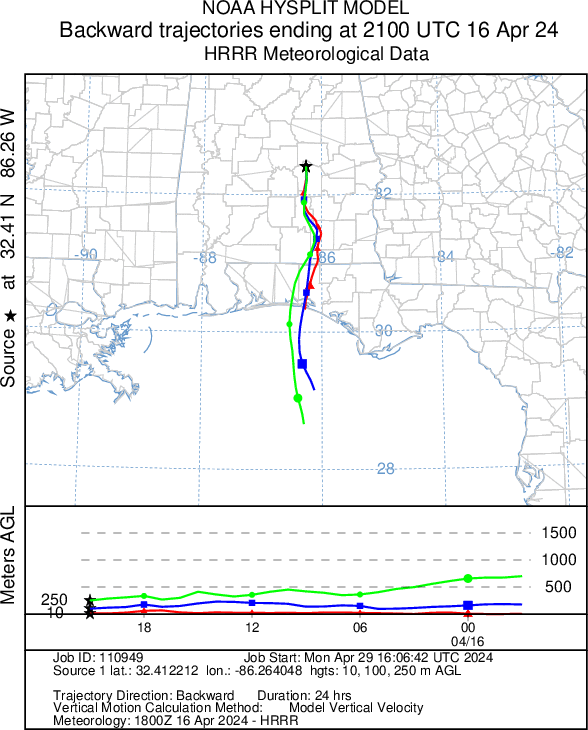 NOAA HYSPLIT MODEL
Backward trajectories ending at 2100 UTC 16 Apr 24
HRRR Meteorological Data
Source ★ at 32.41 N 86.26 W
32
-90
-88
-86
84
-82
30
28
Meters AGL
1500
1000
500
250
10
18
12
06
00
04/16
Job ID: 110949 Job Start: Mon Apr 29 16:06:42 UTC 2024
Source 1 lat.: 32.412212 lon.: -86.264048 hgts: 10, 100, 250 m AGL
Trajectory Direction: Backward Duration: 24 hrs
Vertical Motion Calculation Method: Model Vertical Velocity
Meteorology: 1800Z 16 Apr 2024 - HRRR